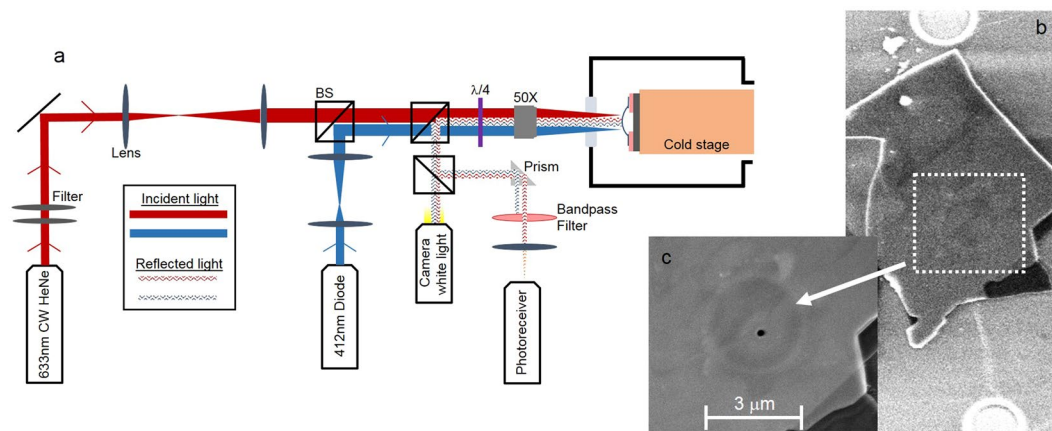 a
BS
λ/4
50X
Lens
Cold stage
Filter
Incident light
Reflected light
Prism
Bandpass
Filter
633nm CW HeNe
412nm Diode
Camera
white light
Photoreceiver
b
c
3 μm